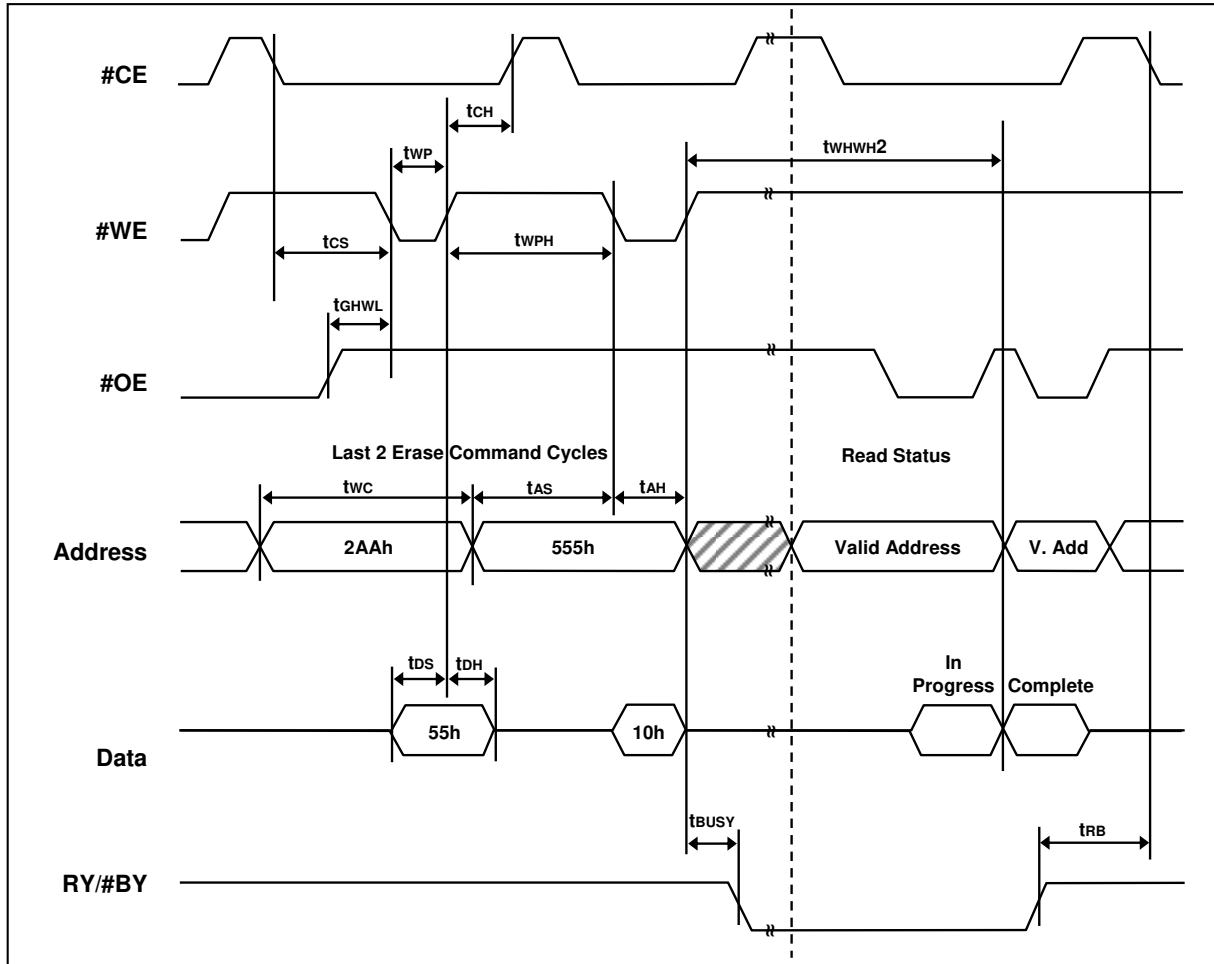 #CE
tCH
tWP
tWHWH2
#WE
tCS
tWPH
tGHWL
#OE
Last 2 Erase Command Cycles
Read Status
tWC
tAS
tAH
Address
2AAh
555h
Valid Address
V. Add
tDS
tDH
In
Progress
Complete
55h
10h
Data
tBUSY
tRB
RY/#BY